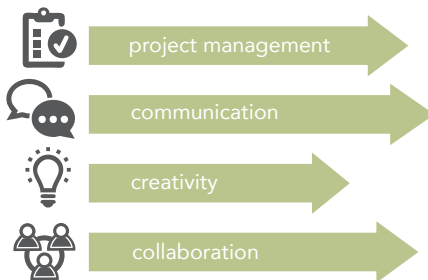 project management
communication
creativity
collaboration